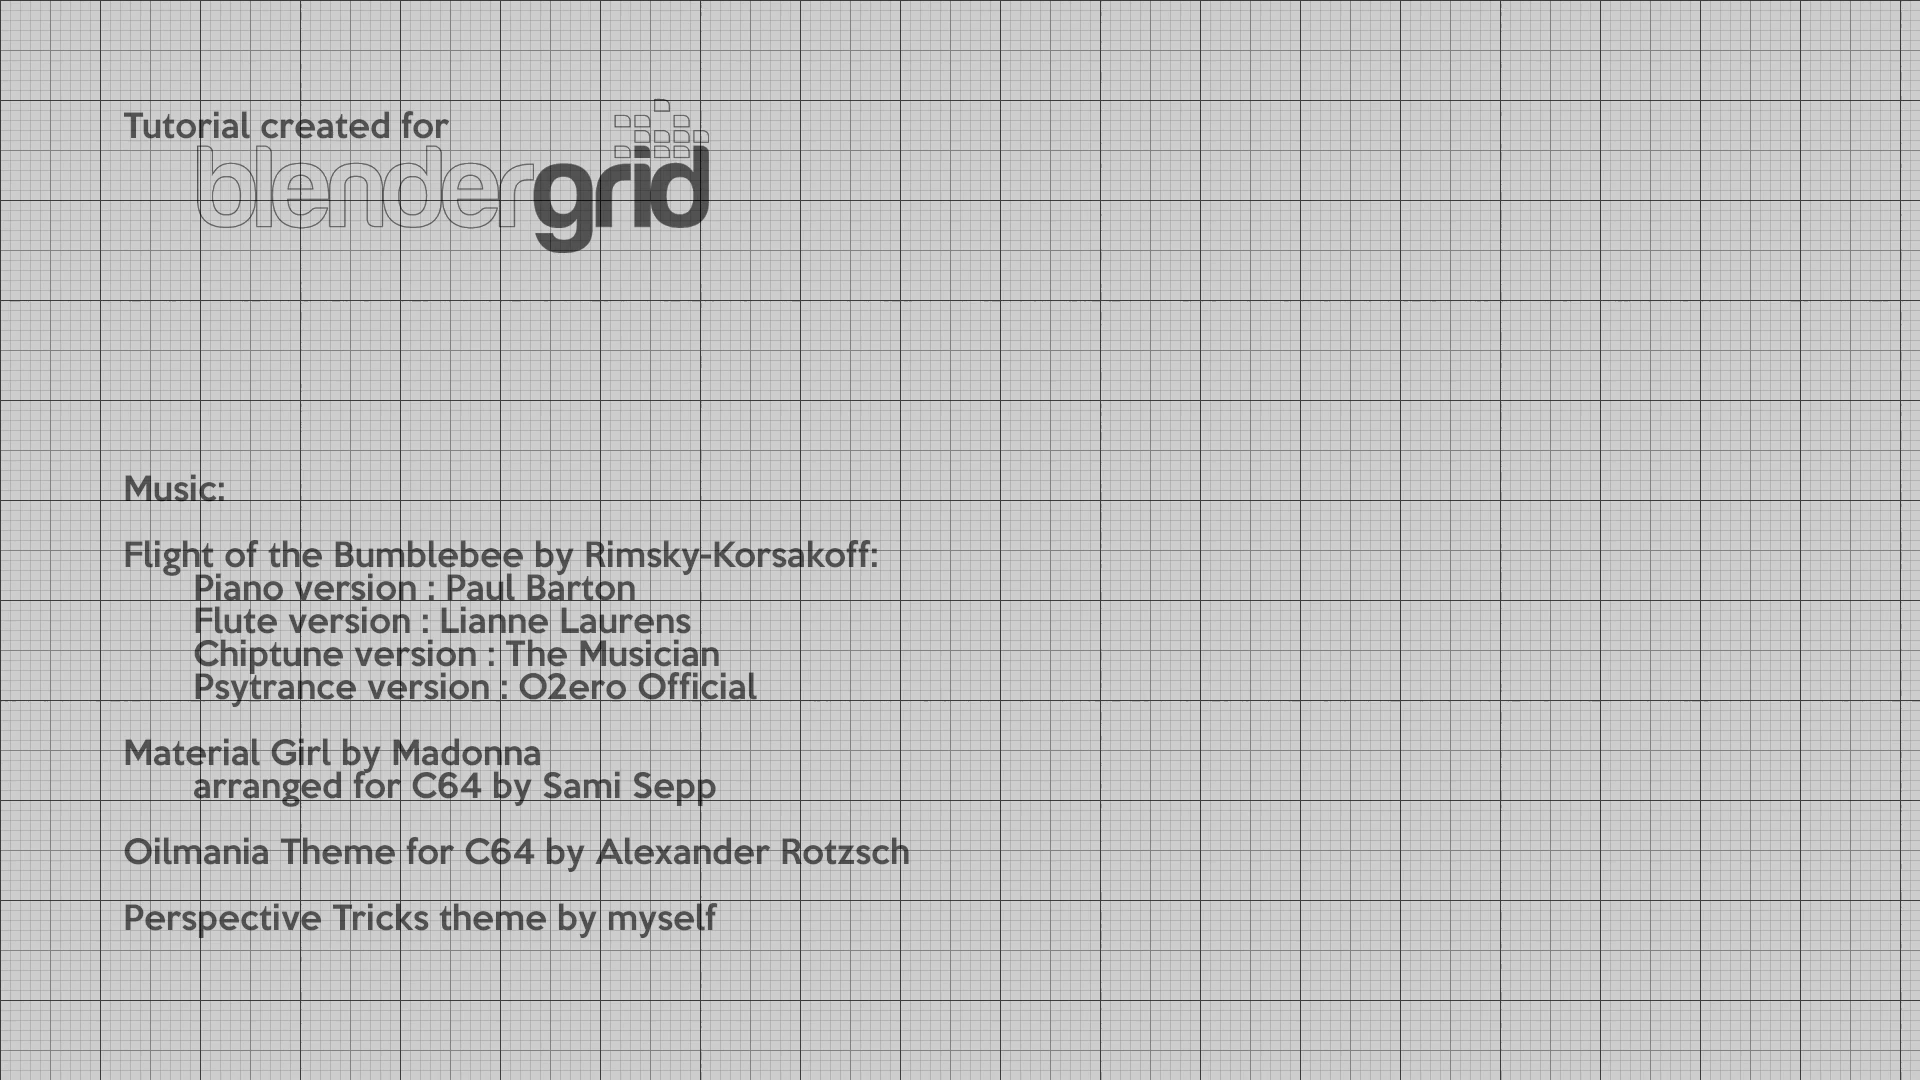 Tutorial created for
blendergrid
Music:
Flight of the Bumblebee by Rimsky-Korsakoff:
Piano version : Paul Barton
Flute version : Lianne Laurens
Chiptune version : The Musician
Psytrance version : O2ero Official
Material Girl by Madonna
arranged for C64 by Sami Sepp
Oilmania Theme for C64 by Alexander Rotzsch
Perspective Tricks theme by myself